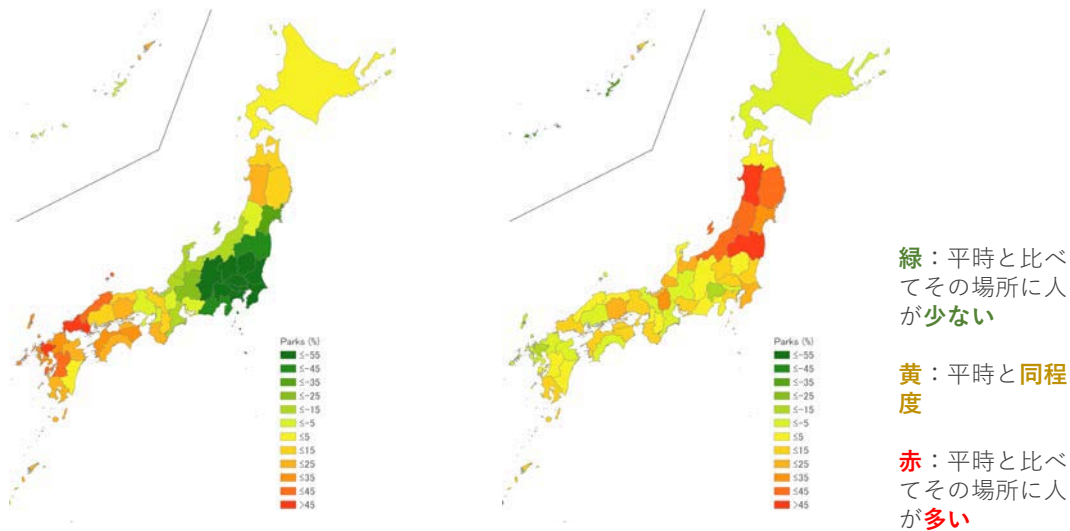 Parks (%)
≤-55
≤-45
≤-35
≤-25
≤-15
≤-5
≤5
≤15
≤25
≤35
≤45
>45
Parks (%)
≤-55
≤-45
≤-35
≤-25
≤-15
≤-5
≤5
≤15
≤25
≤35
≤45
>45
緑：平時と比べ
てその場所に人
が少ない
黄：平時と同程
度
赤：平時と比べ
てその場所に人
が多い